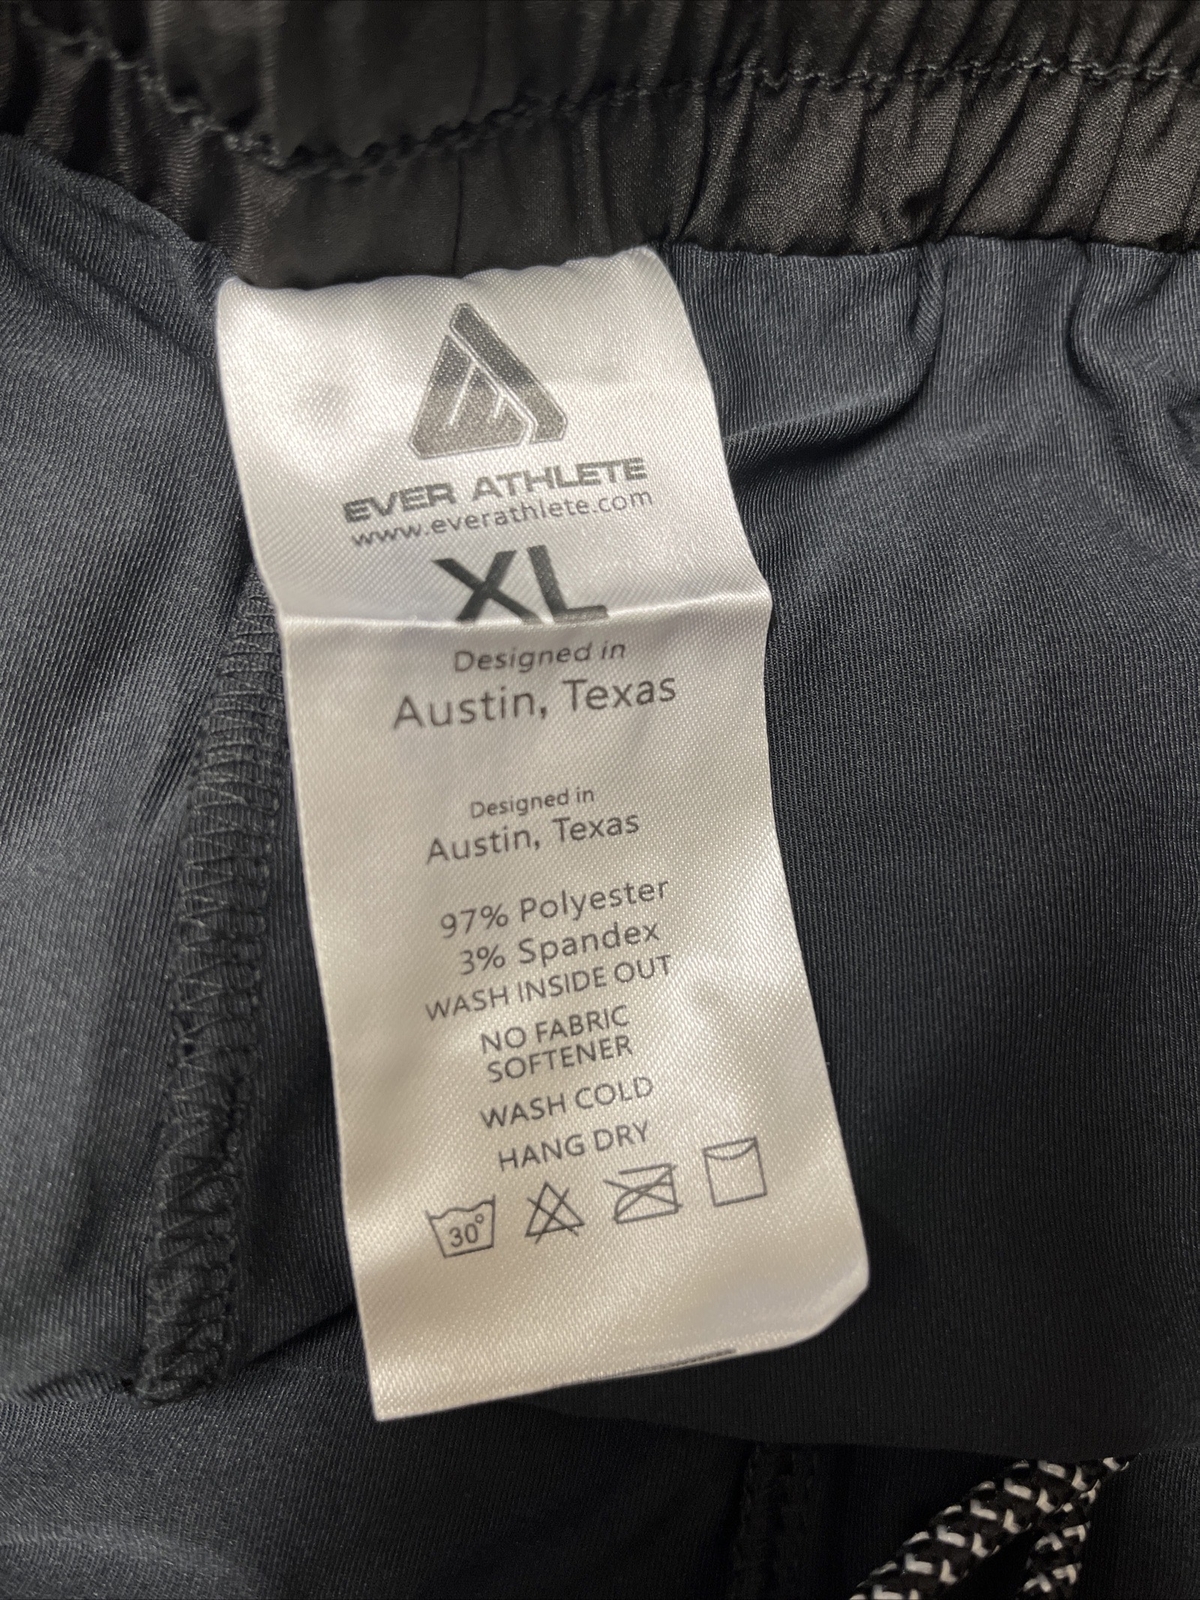 EVER ATHLETE
www.everathlete.com
XL
Designed in
Austin, Texas
Designed in
Austin, Texas
97% Polyester
3% Spandex
WASH INSIDE OUT
NO FABRIC
SOFTENER
WASH COLD
HANG DRY
30°